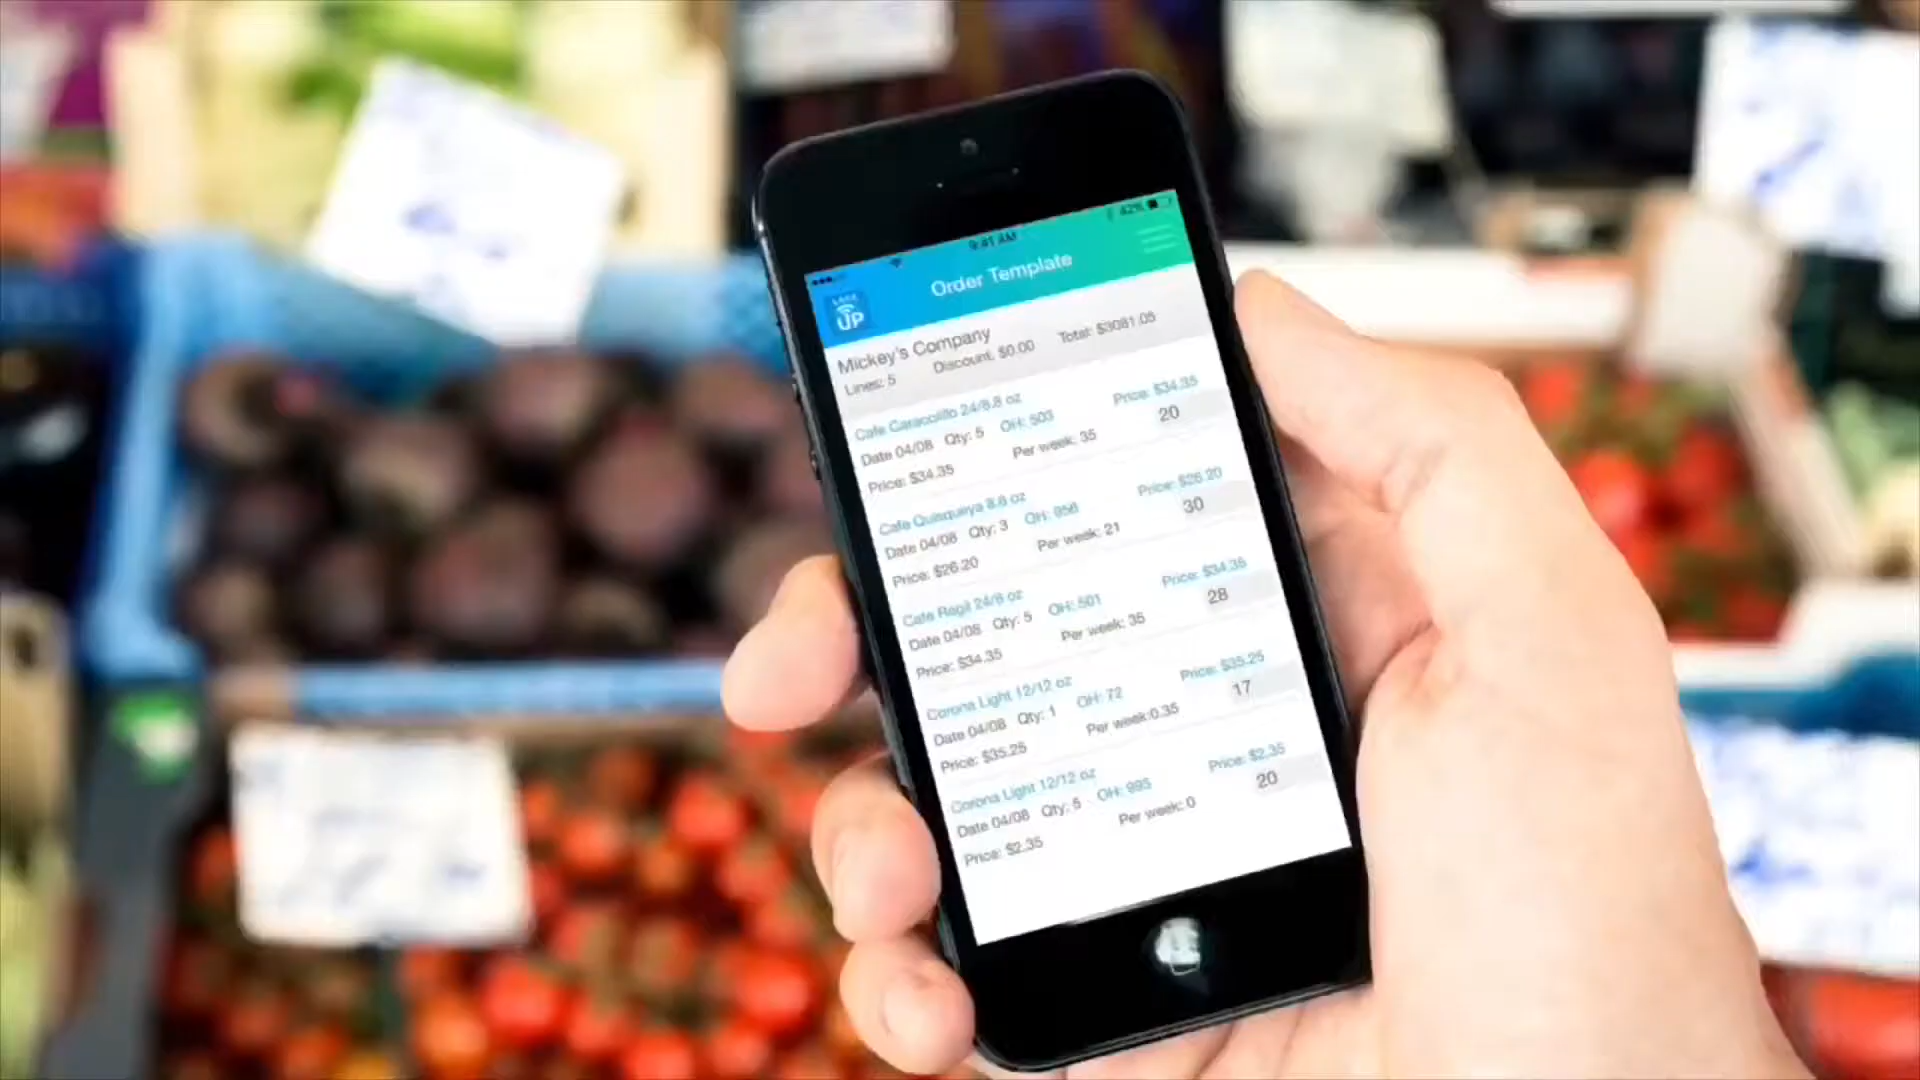 9:41 AM
42%
Order Template
UP
Mickey's Company
Lines: 5 Discount: $0.00 Total: $3081.05
Cafe Caracolillo 24/8.8 oz Price: $34.35
Date 04/08 Qty: 5 OH: 503 20
Price: $34.35 Per week: 35
Cafe Quisqueya 8.8 oz Price: $26.20
Date 04/08 Qty: 3 OH: 956 30
Price: $26.20 Per week: 21
Cafe Regil 24/8 oz Price: $34.35
Date 04/08 Qty: 5 OH: 501 28
Price: $34.35 Per week: 35
Corona Light 12/12 oz Price: $35.25
Date 04/08 Qty: 1 OH: 72 17
Price: $35.25 Per week:0.35
Corona Light 12/12 oz Price: $2.35
Date 04/08 Qty: 5 OH: 995 20
Price: $2.35 Per week: 0